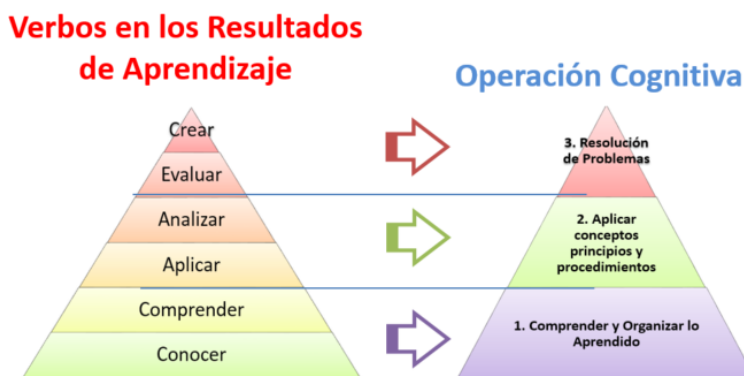 Verbos en los Resultados
de Aprendizaje
Operación Cognitiva
Crear
Evaluar
Analizar
Aplicar
Comprender
Conocer
3. Resolución
de Problemas
2. Aplicar
conceptos
principios y
procedimientos
1. Comprender y Organizar lo
Aprendido